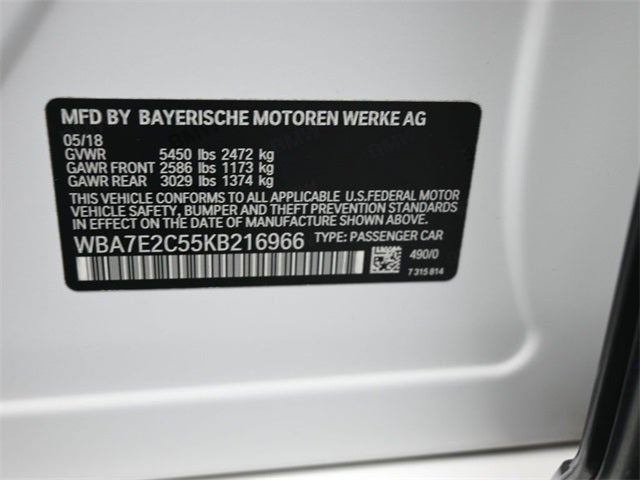 MFD BY BAYERISCHE MOTOREN WERKE AG
05/18
GVWR 5450 lbs 2472 kg
GAWR FRONT 2586 lbs 1173 kg
GAWR REAR 3029 lbs 1374 kg
THIS VEHICLE CONFORMS TO ALL APPLICABLE U.S.FEDERAL MOTOR
VEHICLE SAFETY, BUMPER AND THEFT PREVENTION STANDARDS
IN EFFECT ON THE DATE OF MANUFACTURE SHOWN ABOVE.
WBA7E2C55KB216966 TYPE: PASSENGER CAR
490/0
7 315 814